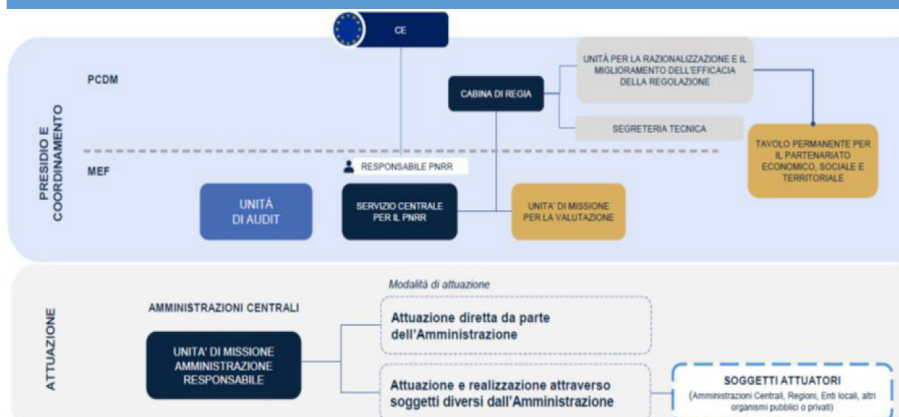 CE
PCDM
UNITÀ PER LA RAZIONALIZZAZIONE E IL
MIGLIORAMENTO DELL'EFFICACIA
DELLA REGOLAZIONE
CABINA DI REGIA
SEGRETERIA TECNICA
PRESIDIO E
COORDINAMENTO
TAVOLO PERMANENTE PER
IL PARTENARIATO
ECONOMICO, SOCIALE E
TERRITORIALE
MEF
RESPONSABILE PNRR
UNITÀ
DI AUDIT
SERVIZIO CENTRALE
PER IL PNRR
UNITA' DI MISSIONE
PER LA VALUTAZIONE
ATTUAZIONE
Modalità di attuazione
AMMINISTRAZIONI CENTRALI
Attuazione diretta da parte
dell'Amministrazione
UNITA' DI MISSIONE
AMMINISTRAZIONE
RESPONSABILE
Attuazione e realizzazione attraverso
soggetti diversi dall'Amministrazione
SOGGETTI ATTUATORI
(Amministrazioni Centrali, Regioni, Enti locali, altri
organismi pubblici o privati)